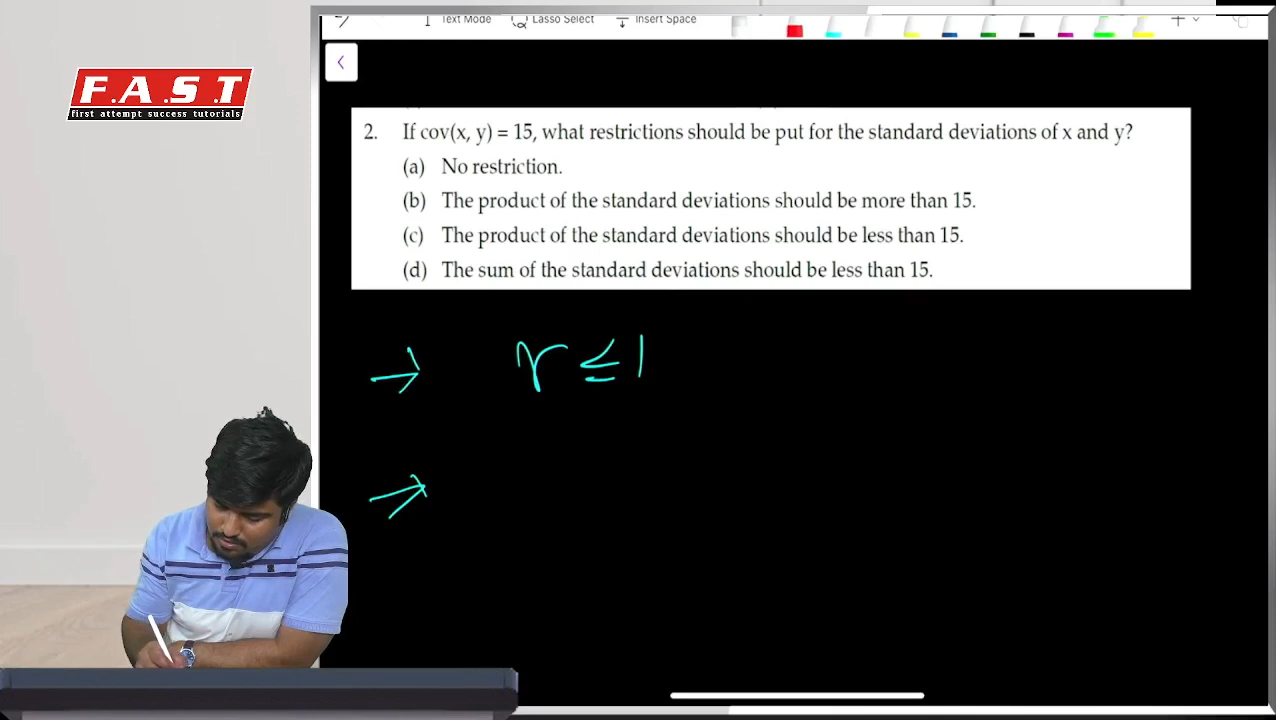 Text Mode Lasso Select Insert Space
F.A.S.T
first attempt success tutorials
2. If cov(x, y) = 15, what restrictions should be put for the standard deviations of x and y?
(a) No restriction.
(b) The product of the standard deviations should be more than 15.
(c) The product of the standard deviations should be less than 15.
(d) The sum of the standard deviations should be less than 15.
→ r ≤ 1
→